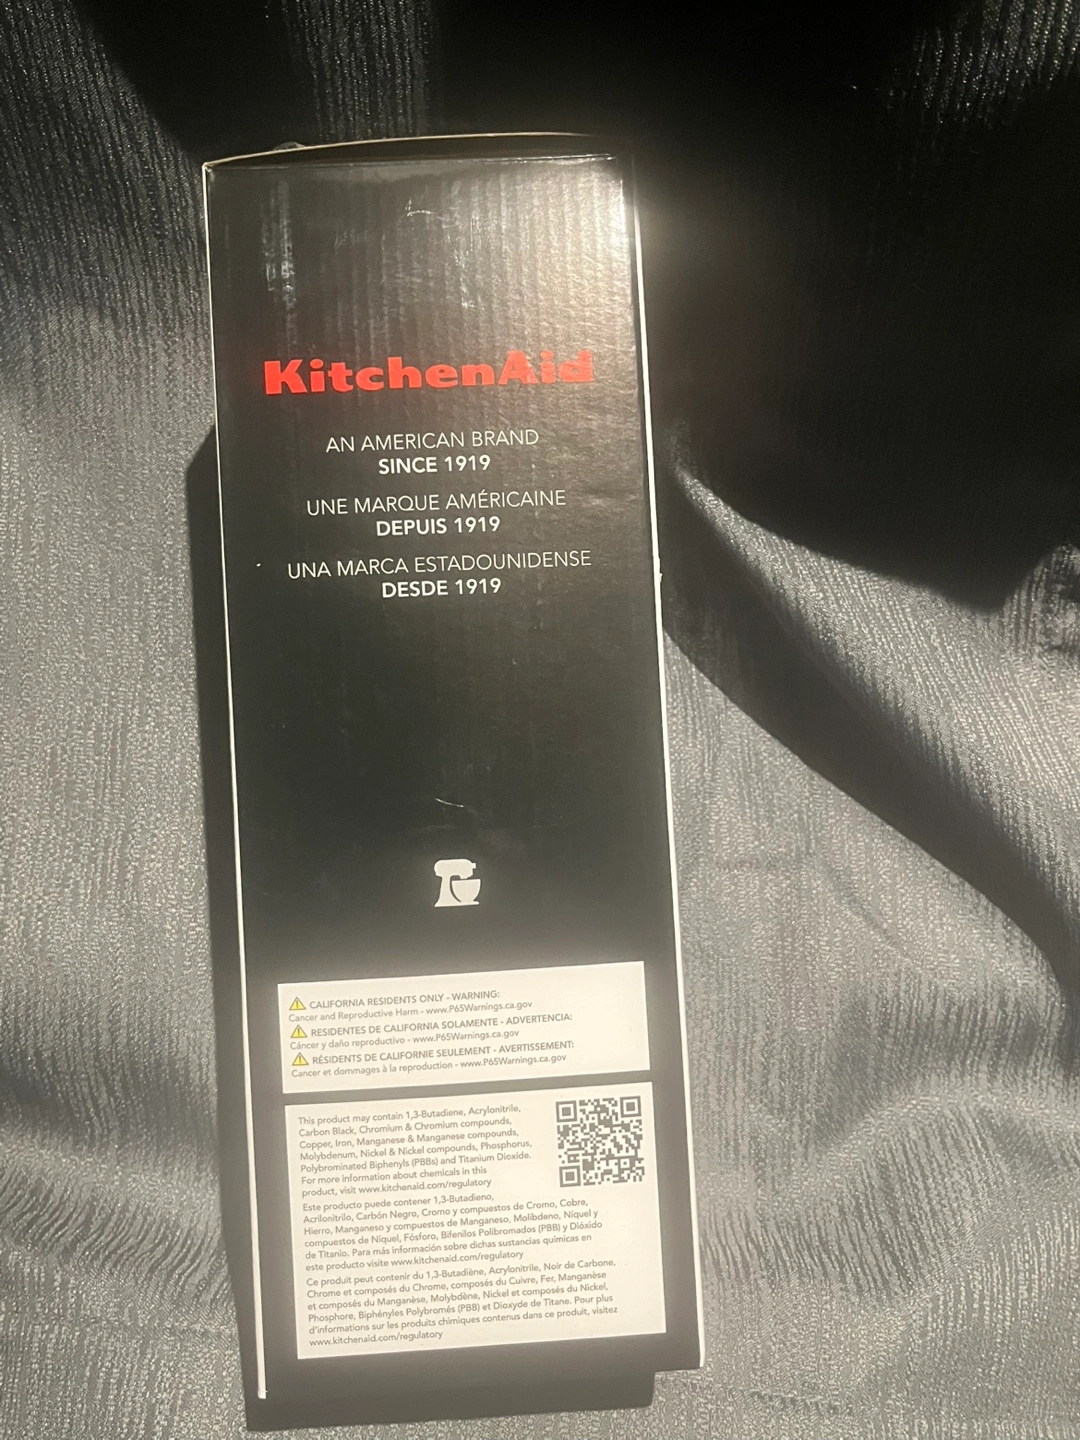 KitchenAid
AN AMERICAN BRAND
SINCE 1919
UNE MARQUE AMÉRICAINE
DEPUIS 1919
UNA MARCA ESTADOUNIDENSE
DESDE 1919
CALIFORNIA RESIDENTS ONLY - WARNING:
Cancer and Reproductive Harm - www.P65Warnings.ca.gov
RESIDENTES DE CALIFORNIA SOLAMENTE - ADVERTENCIA:
Cáncer y daño reproductivo - www.P65Warnings.ca.gov
RÉSIDENTS DE CALIFORNIE SEULEMENT - AVERTISSEMENT:
Cancer et dommages à la reproduction - www.P65Warnings.ca.gov
This product may contain 1,3-Butadiene, Acrylonitrile,
Carbon Black, Chromium & Chromium compounds,
Copper, Iron, Manganese & Manganese compounds,
Molybdenum, Nickel & Nickel compounds, Phosphorus,
Polybrominated Biphenyls (PBBs) and Titanium Dioxide.
For more information about chemicals in this
product, visit www.kitchenaid.com/regulatory
Este producto puede contener 1,3-Butadieno,
Acrilonitrilo, Carbón Negro, Cromo y compuestos de Cromo, Cobre,
Hierro, Manganeso y compuestos de Manganeso, Molibdeno, Níquel y
compuestos de Níquel, Fósforo, Bifenilos Polibromados (PBB) y Dióxido
de Titanio. Para más información sobre dichas sustancias químicas en
este producto visite www.kitchenaid.com/regulatory
Ce produit peut contenir du 1,3-Butadiène, Acrylonitrile, Noir de Carbone,
Chrome et composés du Chrome, composés du Cuivre, Fer, Manganèse
et composés du Manganèse, Molybdène, Nickel et composés du Nickel,
Phosphore, Biphényles Polybromés (PBB) et Dioxyde de Titane. Pour plus
d'informations sur les produits chimiques contenus dans ce produit, visitez
www.kitchenaid.com/regulatory